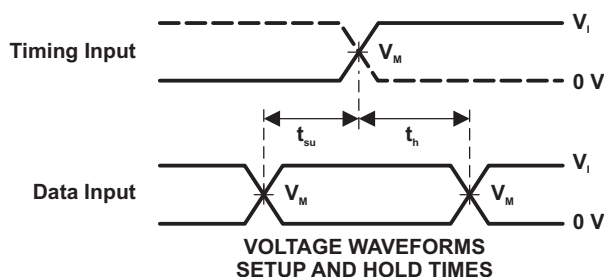 V_I
Timing Input
V_M
0 V
t_su
t_h
V_I
Data Input
V_M
V_M
0 V
VOLTAGE WAVEFORMS
SETUP AND HOLD TIMES